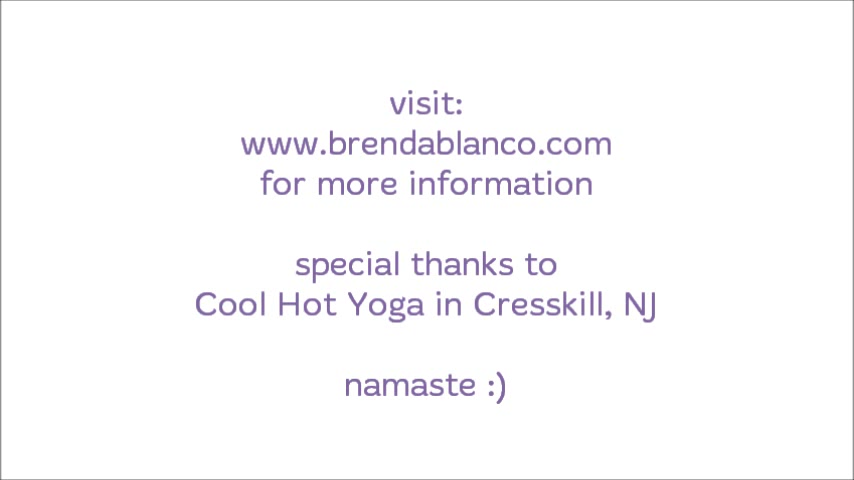 visit:
www.brendablanco.com
for more information
special thanks to
Cool Hot Yoga in Cresskill, NJ
namaste :)